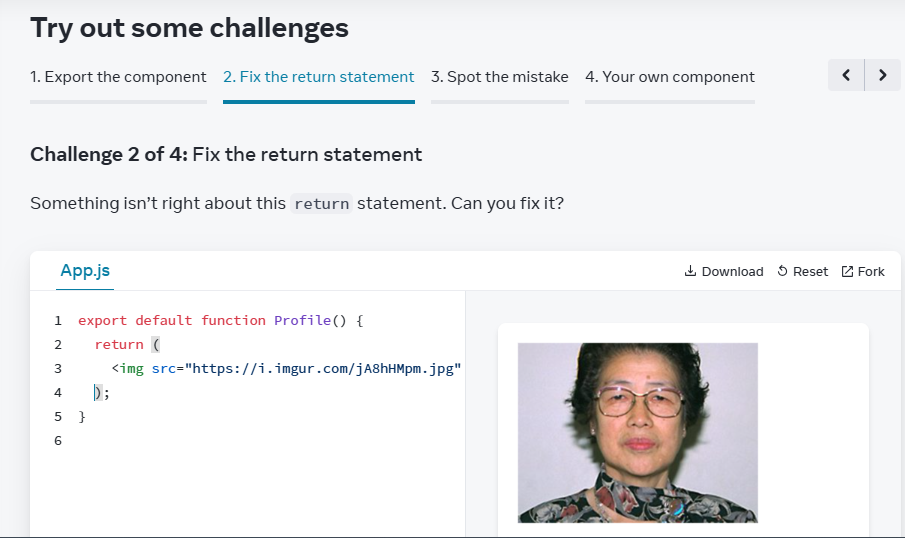 Try out some challenges
1. Export the component 2. Fix the return statement 3. Spot the mistake 4. Your own component
Challenge 2 of 4: Fix the return statement
Something isn’t right about this return statement. Can you fix it?
App.js Download Reset Fork
1 export default function Profile() {
2 return (
3 <img src="https://i.imgur.com/jA8hHMpm.jpg"
4 );
5 }
6